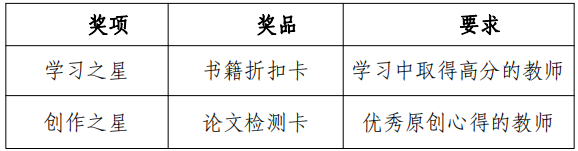 奖项 奖品 要求
学习之星 书籍折扣卡 学习中取得高分的教师
创作之星 论文检测卡 优秀原创心得的教师